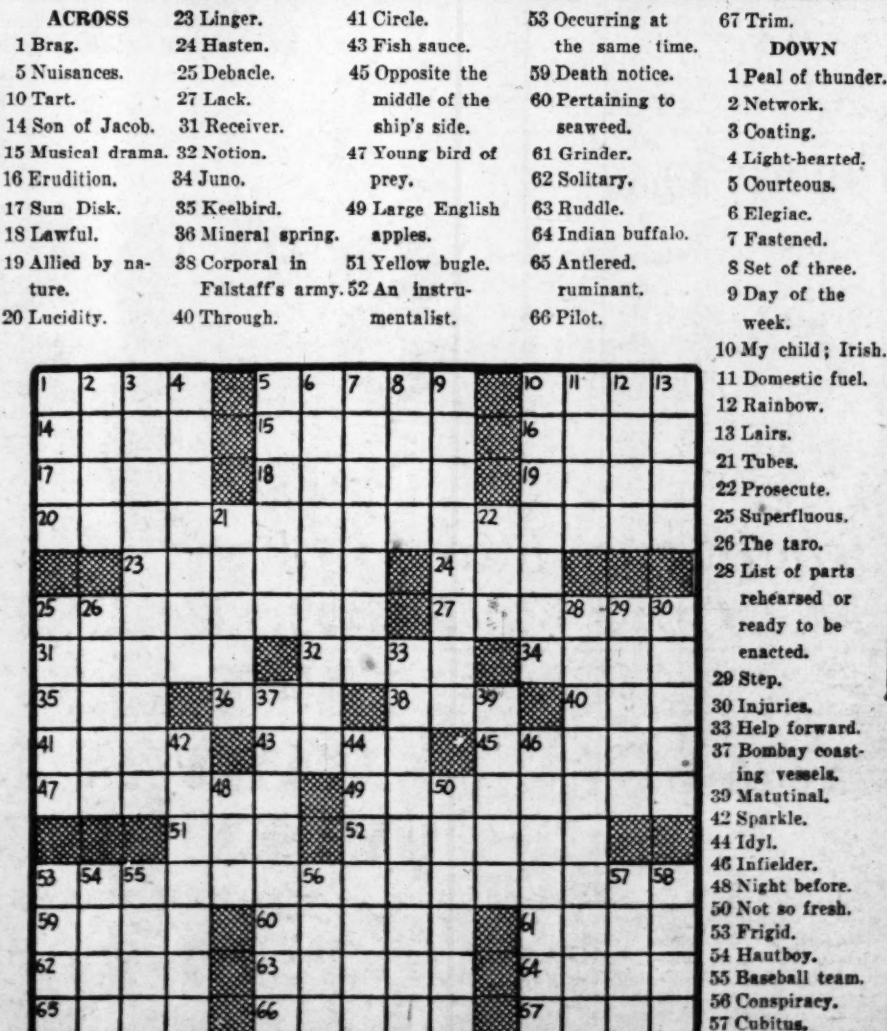 ACROSS
1 Brag.
5 Nuisances.
10 Tart.
14 Son of Jacob.
15 Musical drama.
16 Erudition.
17 Sun Disk.
18 Lawful.
19 Allied by na-
ture.
20 Lucidity.
23 Linger.
24 Hasten.
25 Debacle.
27 Lack.
31 Receiver.
32 Notion.
34 Juno.
35 Keelbird.
36 Mineral spring.
38 Corporal in
Falstaff's army.
40 Through.
41 Circle.
43 Fish sauce.
45 Opposite the
middle of the
ship's side.
47 Young bird of
prey.
49 Large English
apples.
51 Yellow bugle.
52 An instru-
mentalist.
53 Occurring at
the same time.
59 Death notice.
60 Pertaining to
seaweed.
61 Grinder.
62 Solitary.
63 Ruddle.
64 Indian buffalo.
65 Antlered.
ruminant.
66 Pilot.
67 Trim.
DOWN
1 Peal of thunder.
2 Network.
3 Coating.
4 Light-hearted.
5 Courteous.
6 Elegiac.
7 Fastened.
8 Set of three.
9 Day of the
week.
10 My child; Irish.
11 Domestic fuel.
12 Rainbow.
13 Lairs.
21 Tubes.
22 Prosecute.
25 Superfluous.
26 The taro.
28 List of parts
rehearsed or
ready to be
enacted.
29 Step.
30 Injuries.
33 Help forward.
37 Bombay coast-
ing vessels.
39 Matutinal.
42 Sparkle.
44 Idyl.
46 Infielder.
48 Night before.
50 Not so fresh.
53 Frigid.
54 Hautboy.
55 Baseball team.
56 Conspiracy.
57 Cubitus.
1 2 3 4 5 6 7 8 9 10 11 12 13
14 15 16
17 18 19
20 21 22
23 24
25 26 27 28 29 30
31 32 33 34
35 36 37 38 39 40
41 42 43 44 45 46
47 48 49 50
51 52
53 54 55 56 57 58
59 60 61
62 63 64
65 66 67